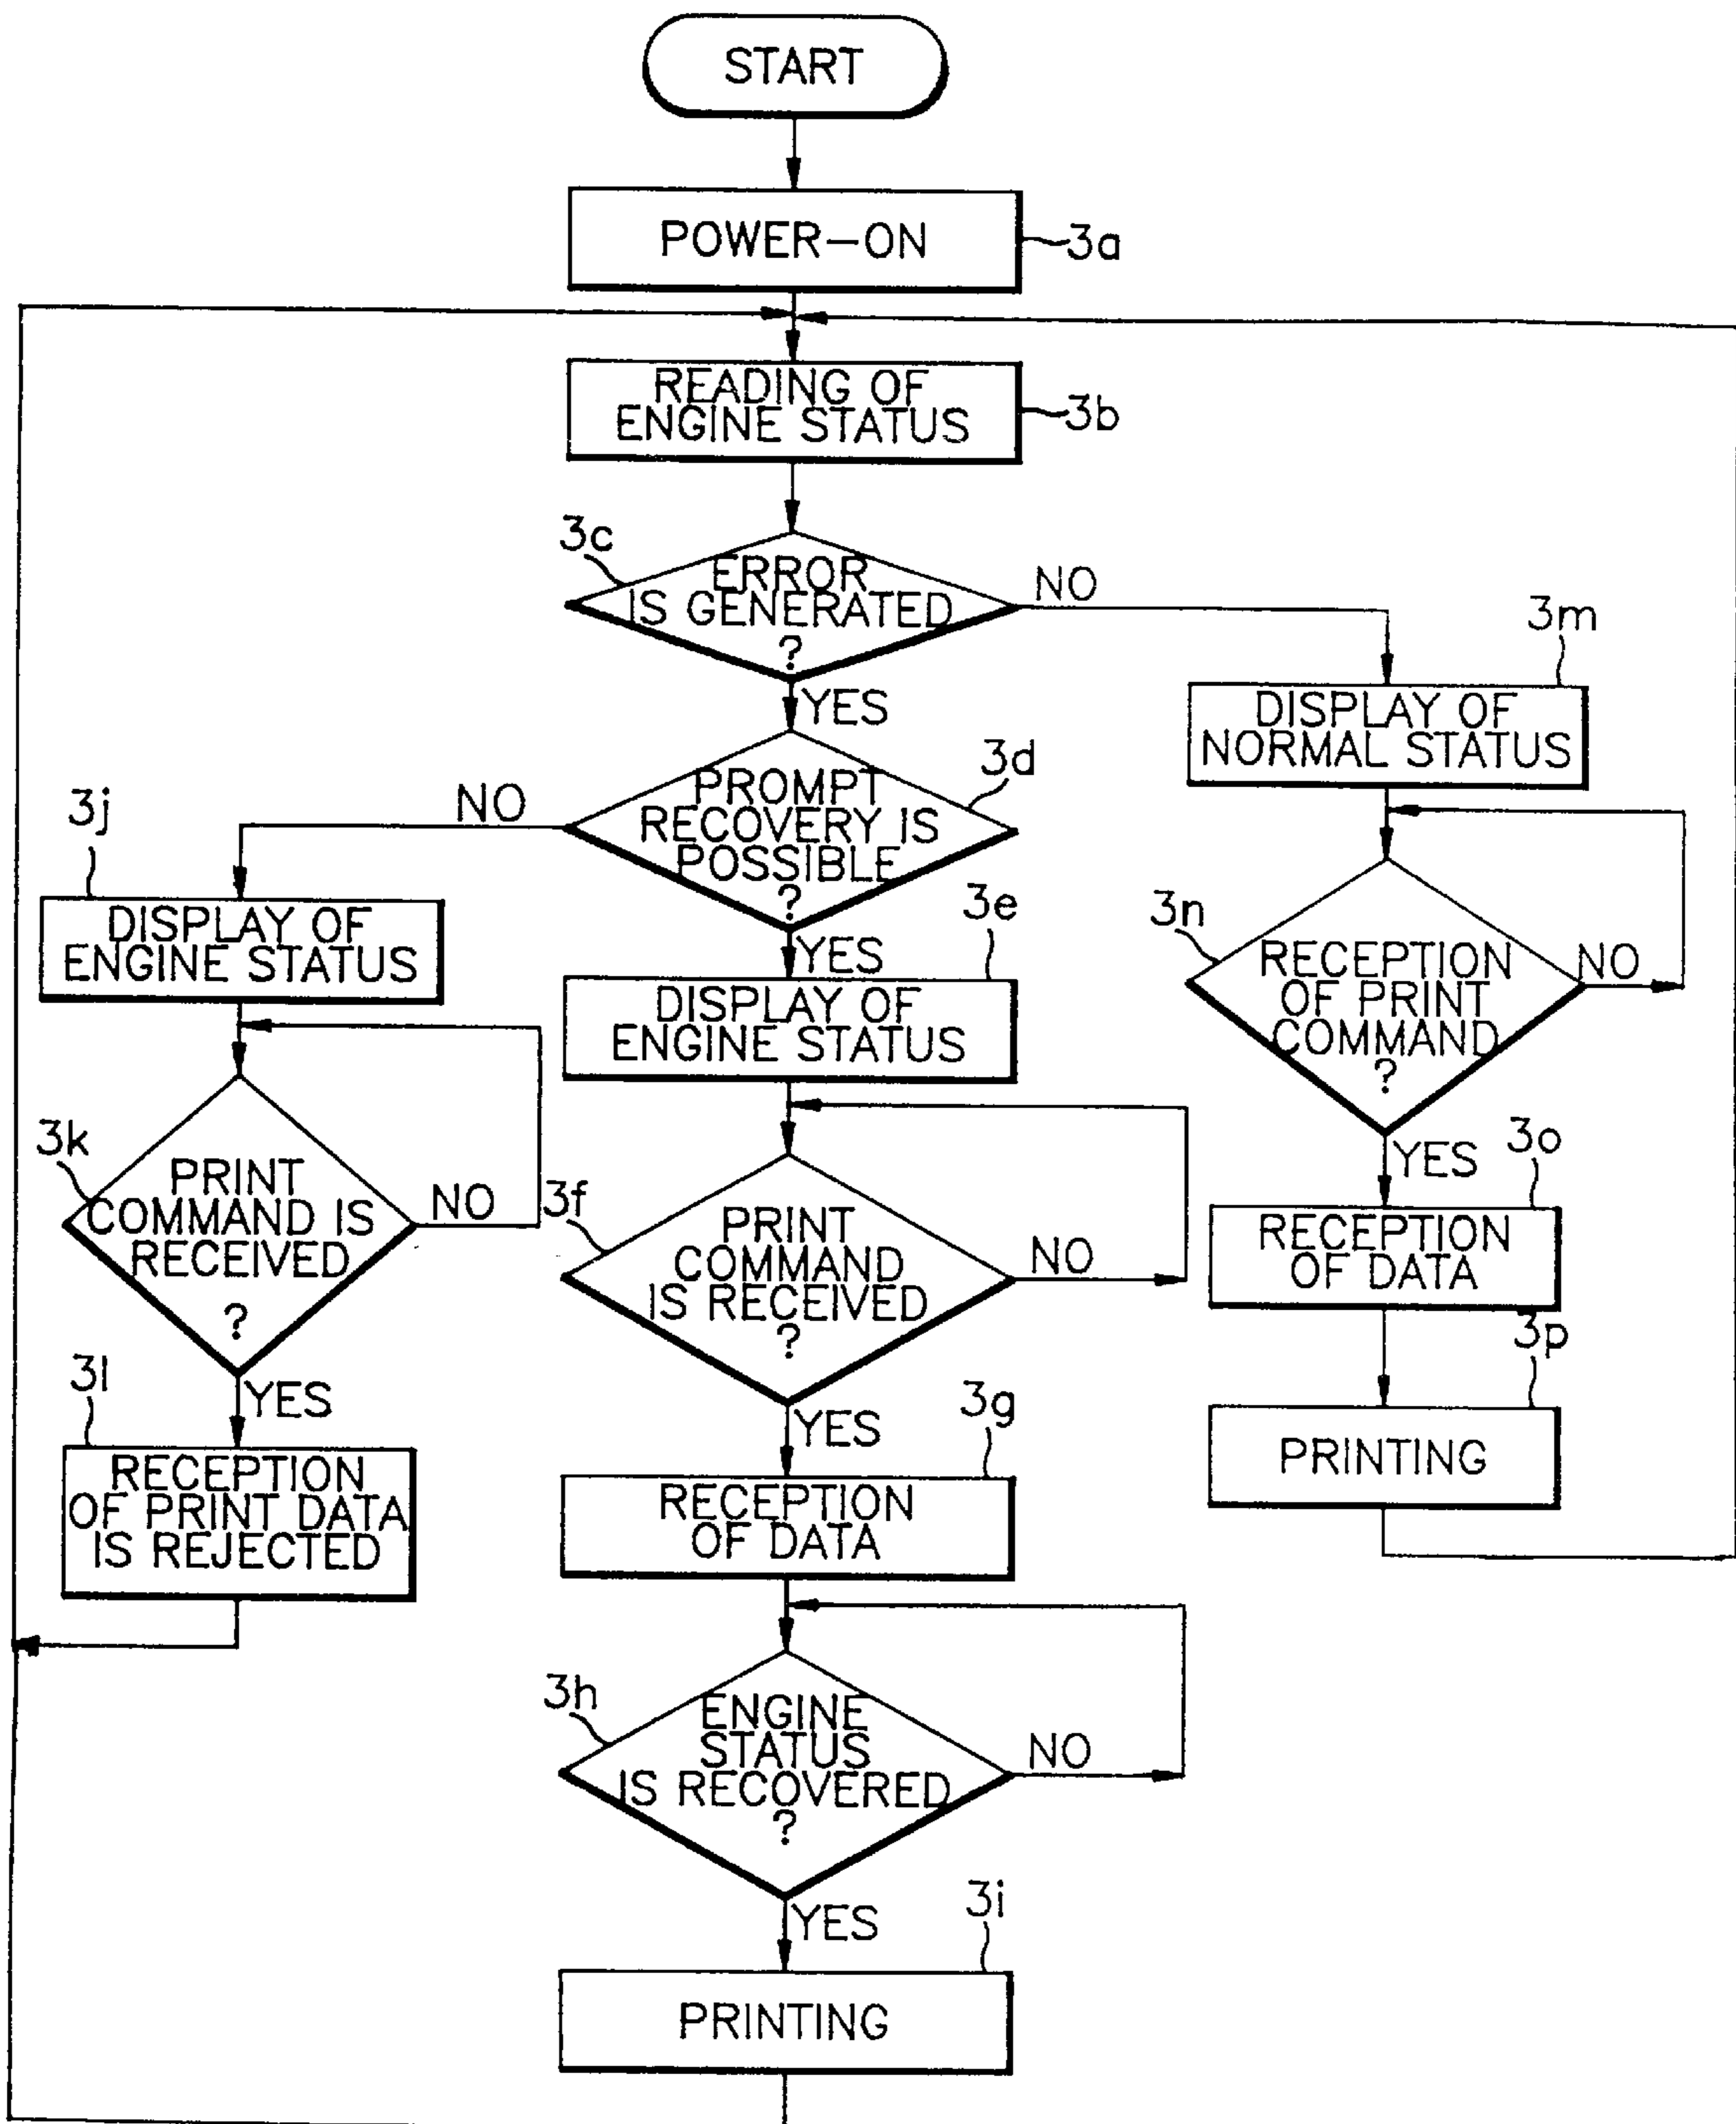 START
POWER-ON
3a
READING OF
ENGINE STATUS
3b
3c
ERROR
IS GENERATED
?
NO
YES
3m
DISPLAY OF
NORMAL STATUS
3d
PROMPT
RECOVERY IS
POSSIBLE
?
NO
YES
3j
DISPLAY OF
ENGINE STATUS
3e
DISPLAY OF
ENGINE STATUS
3n
RECEPTION
OF PRINT
COMMAND
?
NO
YES
3k
PRINT
COMMAND IS
RECEIVED
?
NO
YES
3f
PRINT
COMMAND
IS RECEIVED
?
NO
YES
3o
RECEPTION
OF DATA
3p
PRINTING
3l
RECEPTION
OF PRINT DATA
IS REJECTED
3g
RECEPTION
OF DATA
3h
ENGINE
STATUS
IS RECOVERED
?
NO
YES
3i
PRINTING